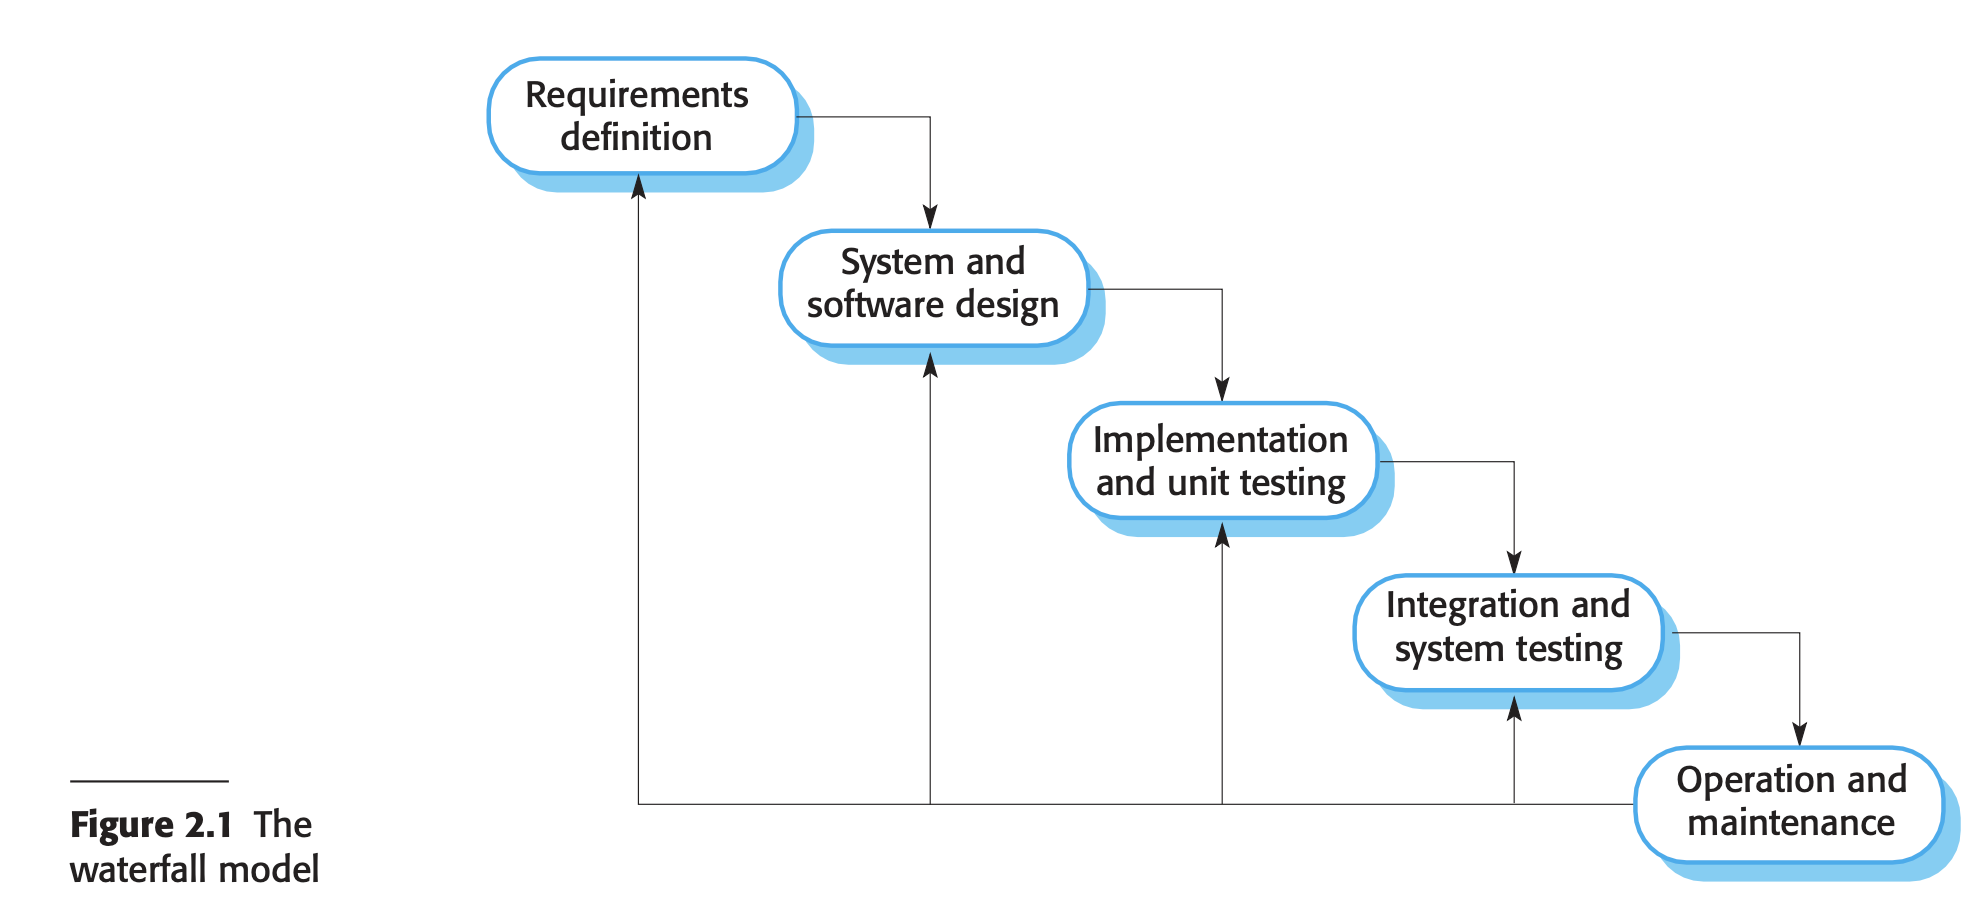 Requirements
definition
System and
software design
Implementation
and unit testing
Integration and
system testing
Operation and
maintenance
Figure 2.1 The
waterfall model